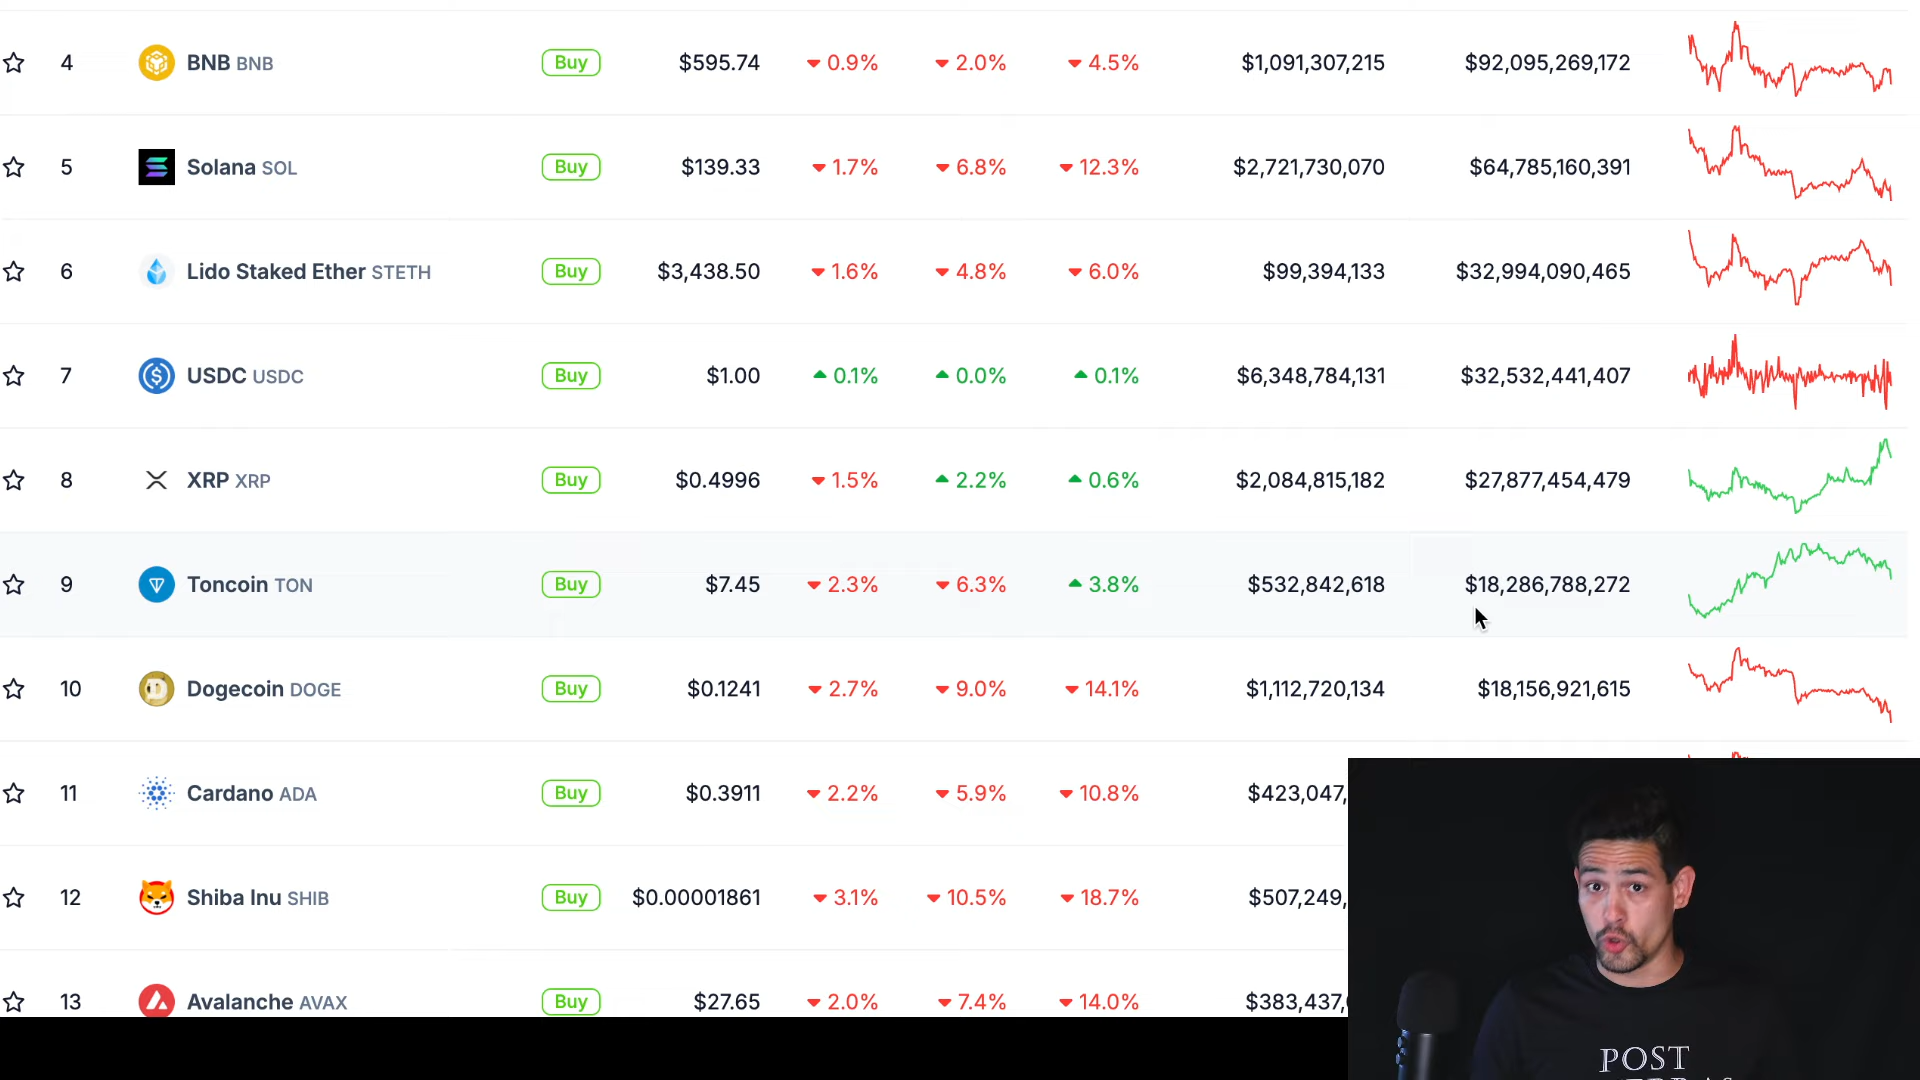 4 BNB BNB Buy $595.74 0.9% 2.0% 4.5% $1,091,307,215 $92,095,269,172
5 Solana SOL Buy $139.33 1.7% 6.8% 12.3% $2,721,730,070 $64,785,160,391
6 Lido Staked Ether STETH Buy $3,438.50 1.6% 4.8% 6.0% $99,394,133 $32,994,090,465
7 USDC USDC Buy $1.00 0.1% 0.0% 0.1% $6,348,784,131 $32,532,441,407
8 XRP XRP Buy $0.4996 1.5% 2.2% 0.6% $2,084,815,182 $27,877,454,479
9 Toncoin TON Buy $7.45 2.3% 6.3% 3.8% $532,842,618 $18,286,788,272
10 Dogecoin DOGE Buy $0.1241 2.7% 9.0% 14.1% $1,112,720,134 $18,156,921,615
11 Cardano ADA Buy $0.3911 2.2% 5.9% 10.8% $423,047,
12 Shiba Inu SHIB Buy $0.00001861 3.1% 10.5% 18.7% $507,249,
13 Avalanche AVAX Buy $27.65 2.0% 7.4% 14.0% $383,437,
POST